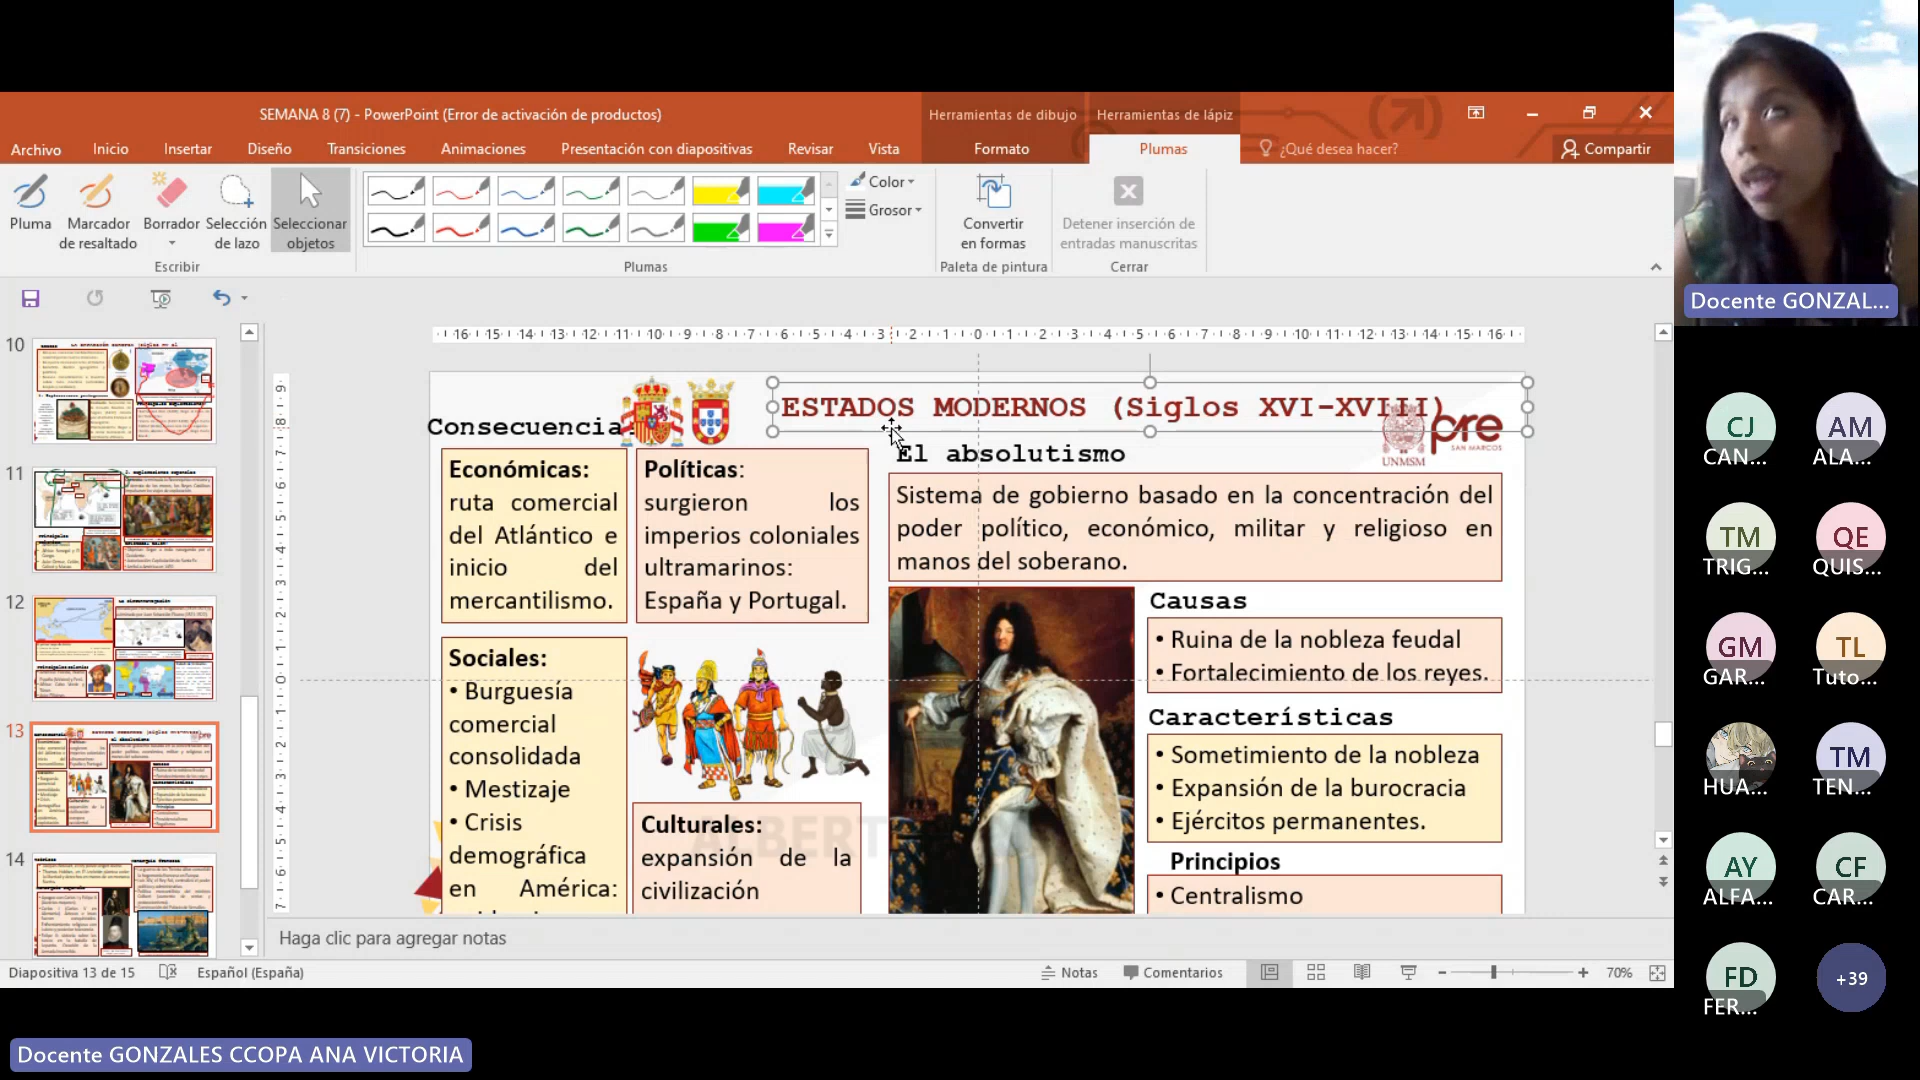 SEMANA 8 (7) - PowerPoint (Error de activación de productos)
Herramientas de dibujo
Herramientas de lápiz
Archivo
Inicio
Insertar
Diseño
Transiciones
Animaciones
Presentación con diapositivas
Revisar
Vista
Formato
Plumas
¿Qué desea hacer?
Compartir
Pluma
Marcador
de resaltado
Borrador
Selección
de lazo
Seleccionar
objetos
Escribir
Plumas
Color
Grosor
Convertir
en formas
Paleta de pintura
Detener inserción de
entradas manuscritas
Cerrar
10
11
12
13
14
Consecuencia
Económicas:
ruta comercial
del Atlántico e
inicio del
mercantilismo.
Políticas:
surgieron los
imperios coloniales
ultramarinos:
España y Portugal.
Sociales:
• Burguesía
comercial
consolidada
• Mestizaje
• Crisis
demográfica
en América:
Culturales:
expansión de la
civilización
ESTADOS MODERNOS (Siglos XVI-XVIII)
UNMSM
pre
SAN MARCOS
El absolutismo
Sistema de gobierno basado en la concentración del
poder político, económico, militar y religioso en
manos del soberano.
Causas
• Ruina de la nobleza feudal
• Fortalecimiento de los reyes.
Características
• Sometimiento de la nobleza
• Expansión de la burocracia
• Ejércitos permanentes.
Principios
• Centralismo
Haga clic para agregar notas
Diapositiva 13 de 15
Español (España)
Notas
Comentarios
70%
Docente GONZAL...
CJ
CAN...
AM
ALA...
TM
TRIG...
QE
QUIS...
GM
GAR...
TL
Tuto...
HUA...
TM
TEN...
AY
ALFA...
CF
CAR...
FD
FER...
+39
Docente GONZALES CCOPA ANA VICTORIA